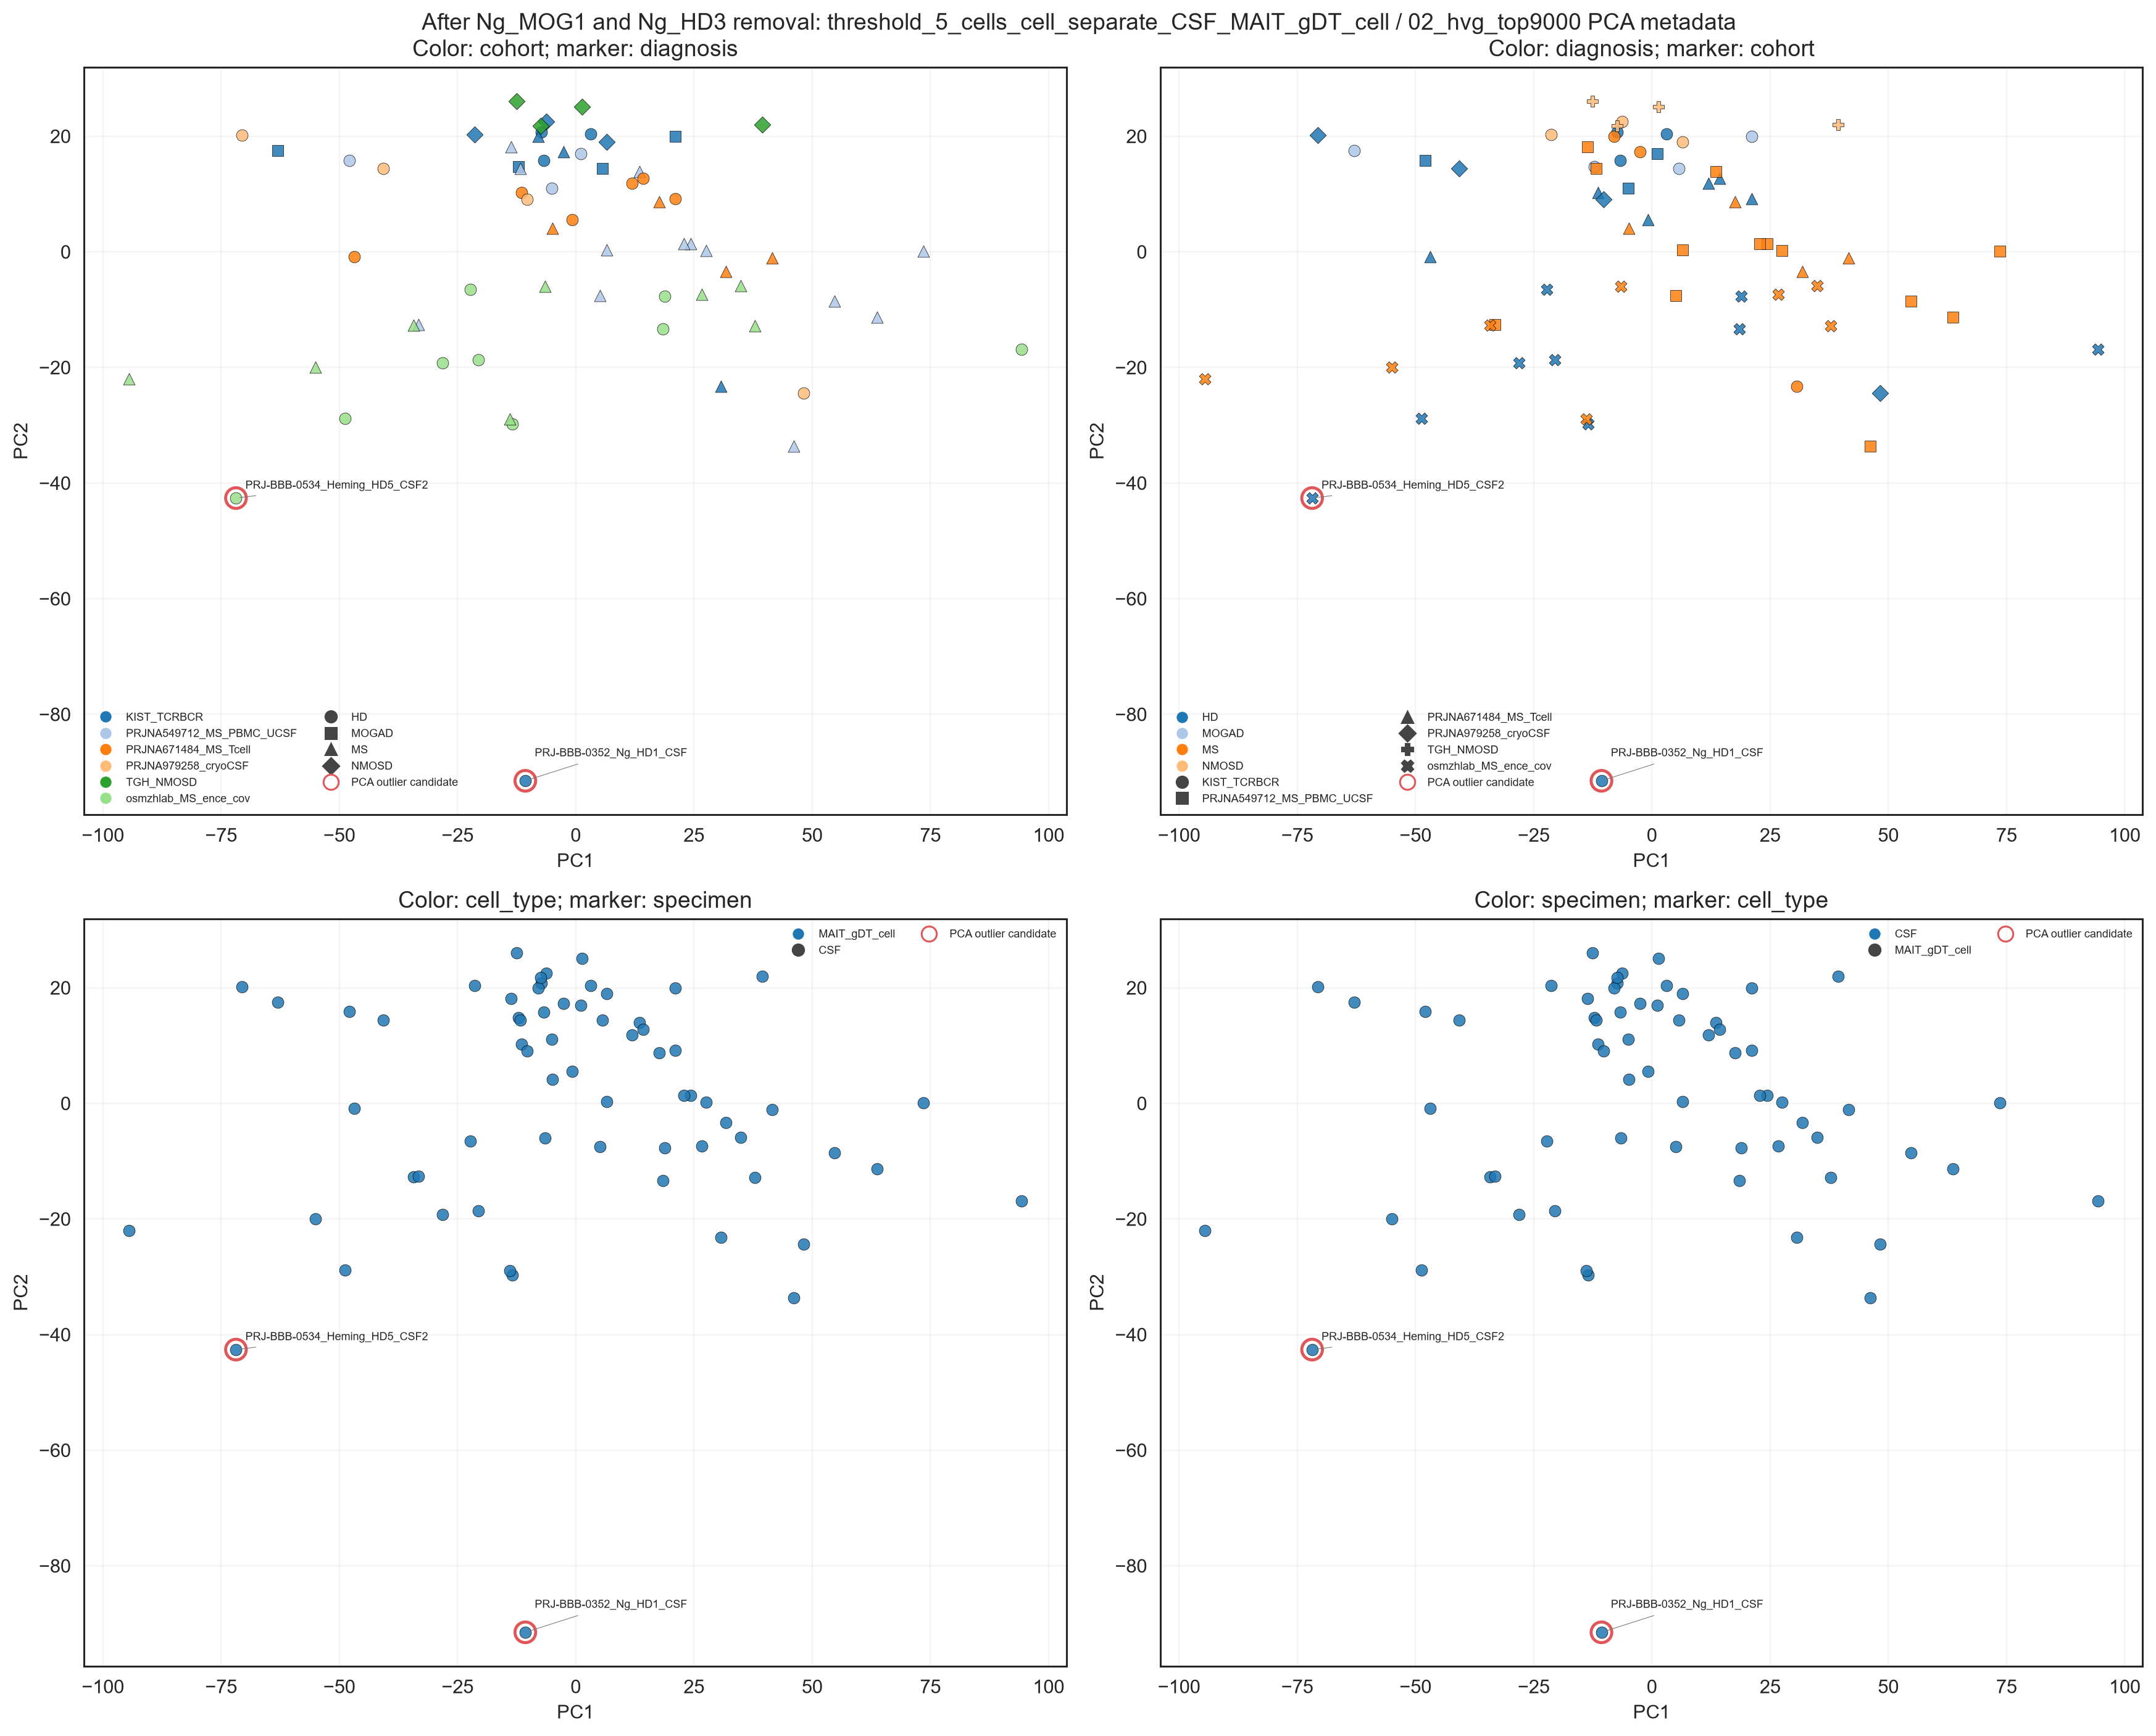 After Ng_MOG1 and Ng_HD3 removal: threshold_5_cells_cell_separate_CSF_MAIT_gDT_cell / 02_hvg_top9000 PCA metadata
Color: cohort; marker: diagnosis
20
0
−20
−40
−60
−80
PC2
PRJ-BBB-0534_Heming_HD5_CSF2
PRJ-BBB-0352_Ng_HD1_CSF
KIST_TCRBCR
PRJNA549712_MS_PBMC_UCSF
PRJNA671484_MS_Tcell
PRJNA979258_cryoCSF
TGH_NMOSD
osmzhlab_MS_ence_cov
HD
MOGAD
MS
NMOSD
PCA outlier candidate
−100 −75 −50 −25 0 25 50 75 100
PC1
Color: diagnosis; marker: cohort
20
0
−20
−40
−60
−80
PC2
PRJ-BBB-0534_Heming_HD5_CSF2
PRJ-BBB-0352_Ng_HD1_CSF
HD
MOGAD
MS
NMOSD
KIST_TCRBCR
PRJNA549712_MS_PBMC_UCSF
PRJNA671484_MS_Tcell
PRJNA979258_cryoCSF
TGH_NMOSD
osmzhlab_MS_ence_cov
PCA outlier candidate
−100 −75 −50 −25 0 25 50 75 100
PC1
Color: cell_type; marker: specimen
MAIT_gDT_cell
CSF
PCA outlier candidate
20
0
−20
−40
−60
−80
PC2
PRJ-BBB-0534_Heming_HD5_CSF2
PRJ-BBB-0352_Ng_HD1_CSF
−100 −75 −50 −25 0 25 50 75 100
PC1
Color: specimen; marker: cell_type
CSF
MAIT_gDT_cell
PCA outlier candidate
20
0
−20
−40
−60
−80
PC2
PRJ-BBB-0534_Heming_HD5_CSF2
PRJ-BBB-0352_Ng_HD1_CSF
−100 −75 −50 −25 0 25 50 75 100
PC1